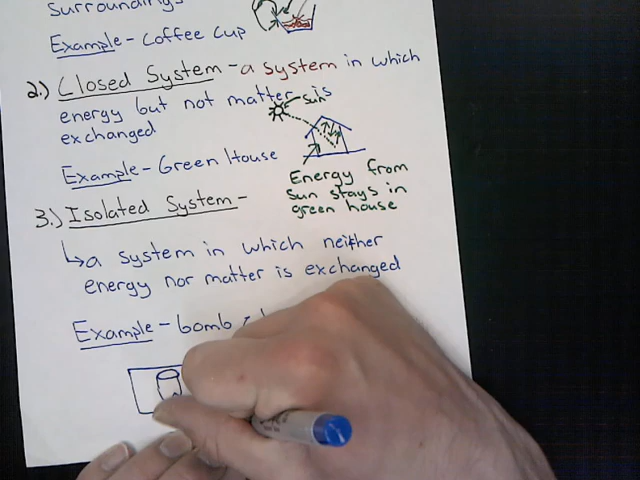 Surroundings
Example - Coffee Cup
2.) Closed System - a system in which
energy but not matter is
exchanged
sun
Example - Green House
Energy from
Sun stays in
green house
3.) Isolated System -
↳ a system in which neither
energy nor matter is exchanged
Example - bomb